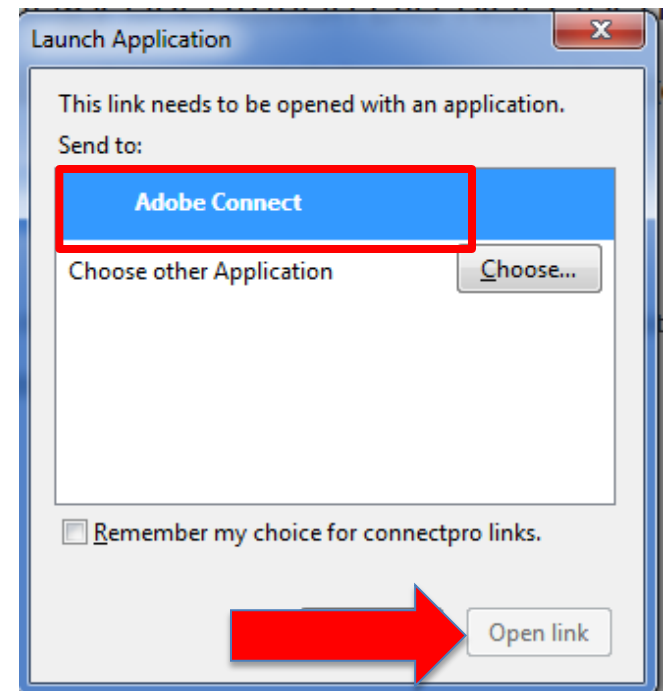 Launch Application
This link needs to be opened with an application.
Send to:
Adobe Connect
Choose other Application
Choose...
Remember my choice for connectpro links.
Open link